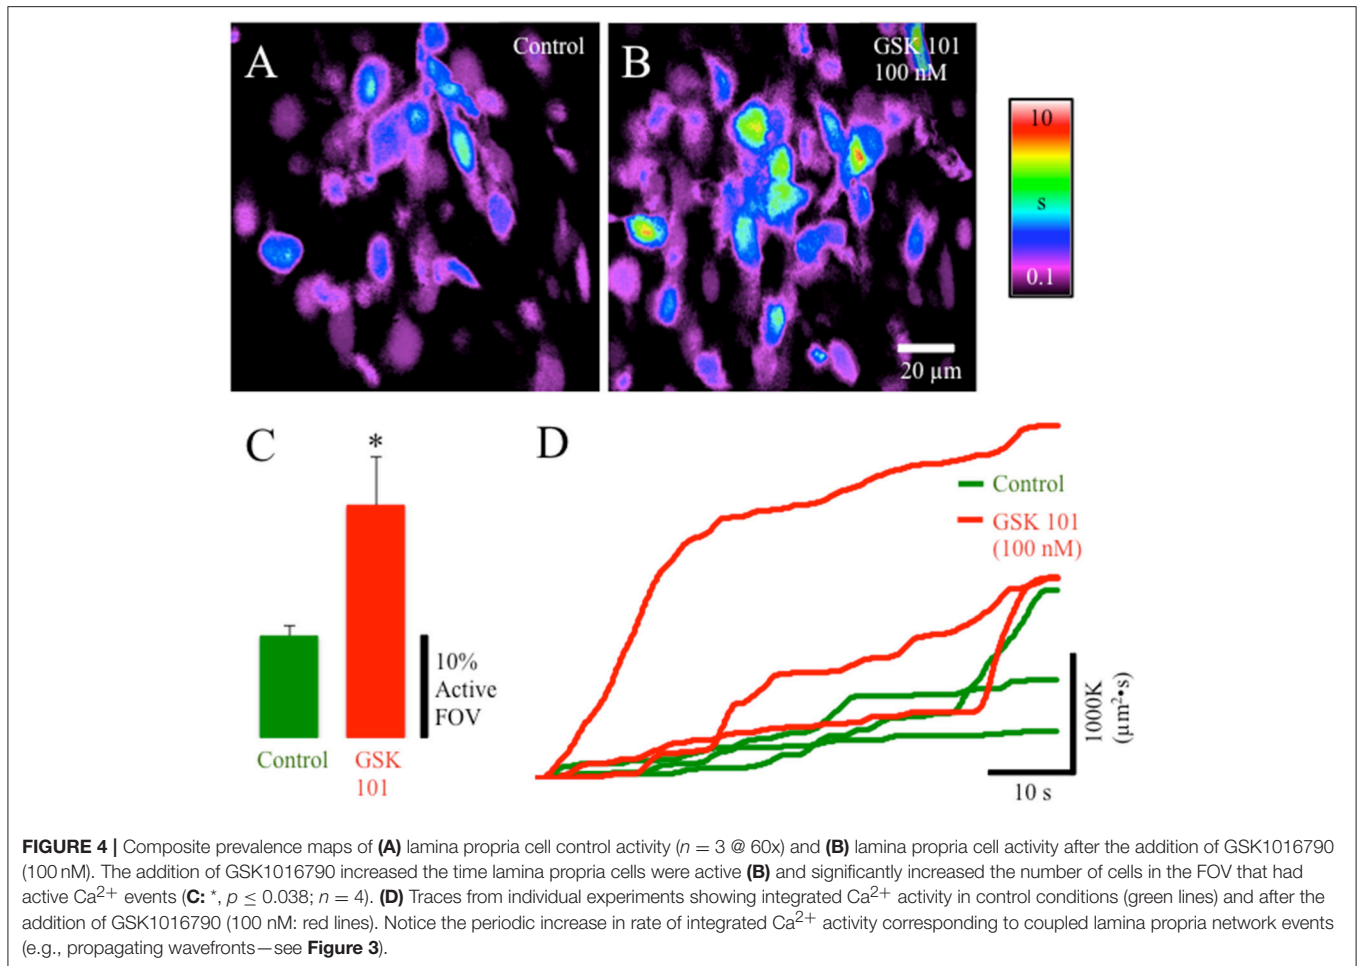 A
Control
B
GSK 101
100 nM
20 µm
10
s
0.1
C
*
10%
Active
FOV
Control
GSK
101
D
Control
GSK 101
(100 nM)
1000K
(µm²•s)
10 s
FIGURE 4 | Composite prevalence maps of (A) lamina propria cell control activity (n = 3 @ 60x) and (B) lamina propria cell activity after the addition of GSK1016790
(100 nM). The addition of GSK1016790 increased the time lamina propria cells were active (B) and significantly increased the number of cells in the FOV that had
active Ca²⁺ events (C: *, p ≤ 0.038; n = 4). (D) Traces from individual experiments showing integrated Ca²⁺ activity in control conditions (green lines) and after the
addition of GSK1016790 (100 nM: red lines). Notice the periodic increase in rate of integrated Ca²⁺ activity corresponding to coupled lamina propria network events
(e.g., propagating wavefronts—see Figure 3).